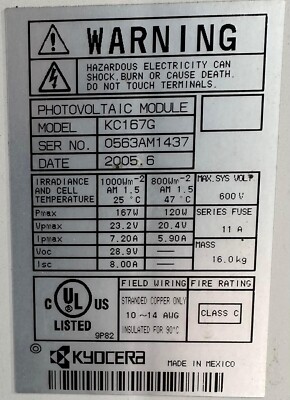 WARNING
HAZARDOUS ELECTRICITY CAN
SHOCK, BURN OR CAUSE DEATH.
DO NOT TOUCH TERMINALS.
PHOTOVOLTAIC MODULE
MODEL KC167G
SER NO. 0563AM1437
DATE 2005.6
IRRADIANCE AND CELL TEMPERATURE 1000Wm-2 AM 1.5 25 °C 800Wm-2 AM 1.5 47 °C
Pmax 167W 120W
Vpmax 23.2V 20.4V
Ipmax 7.20A 5.90A
Voc 28.9V
Isc 8.00A
MAX.SYS VOLT
600V
SERIES FUSE
11 A
MASS
16.0kg
C UL US
LISTED
9P82
FIELD WIRING
STRANDED COPPER ONLY
10~14 AWG
INSULATED FOR 90°C
FIRE RATING
CLASS C
KYOCERA
MADE IN MEXICO